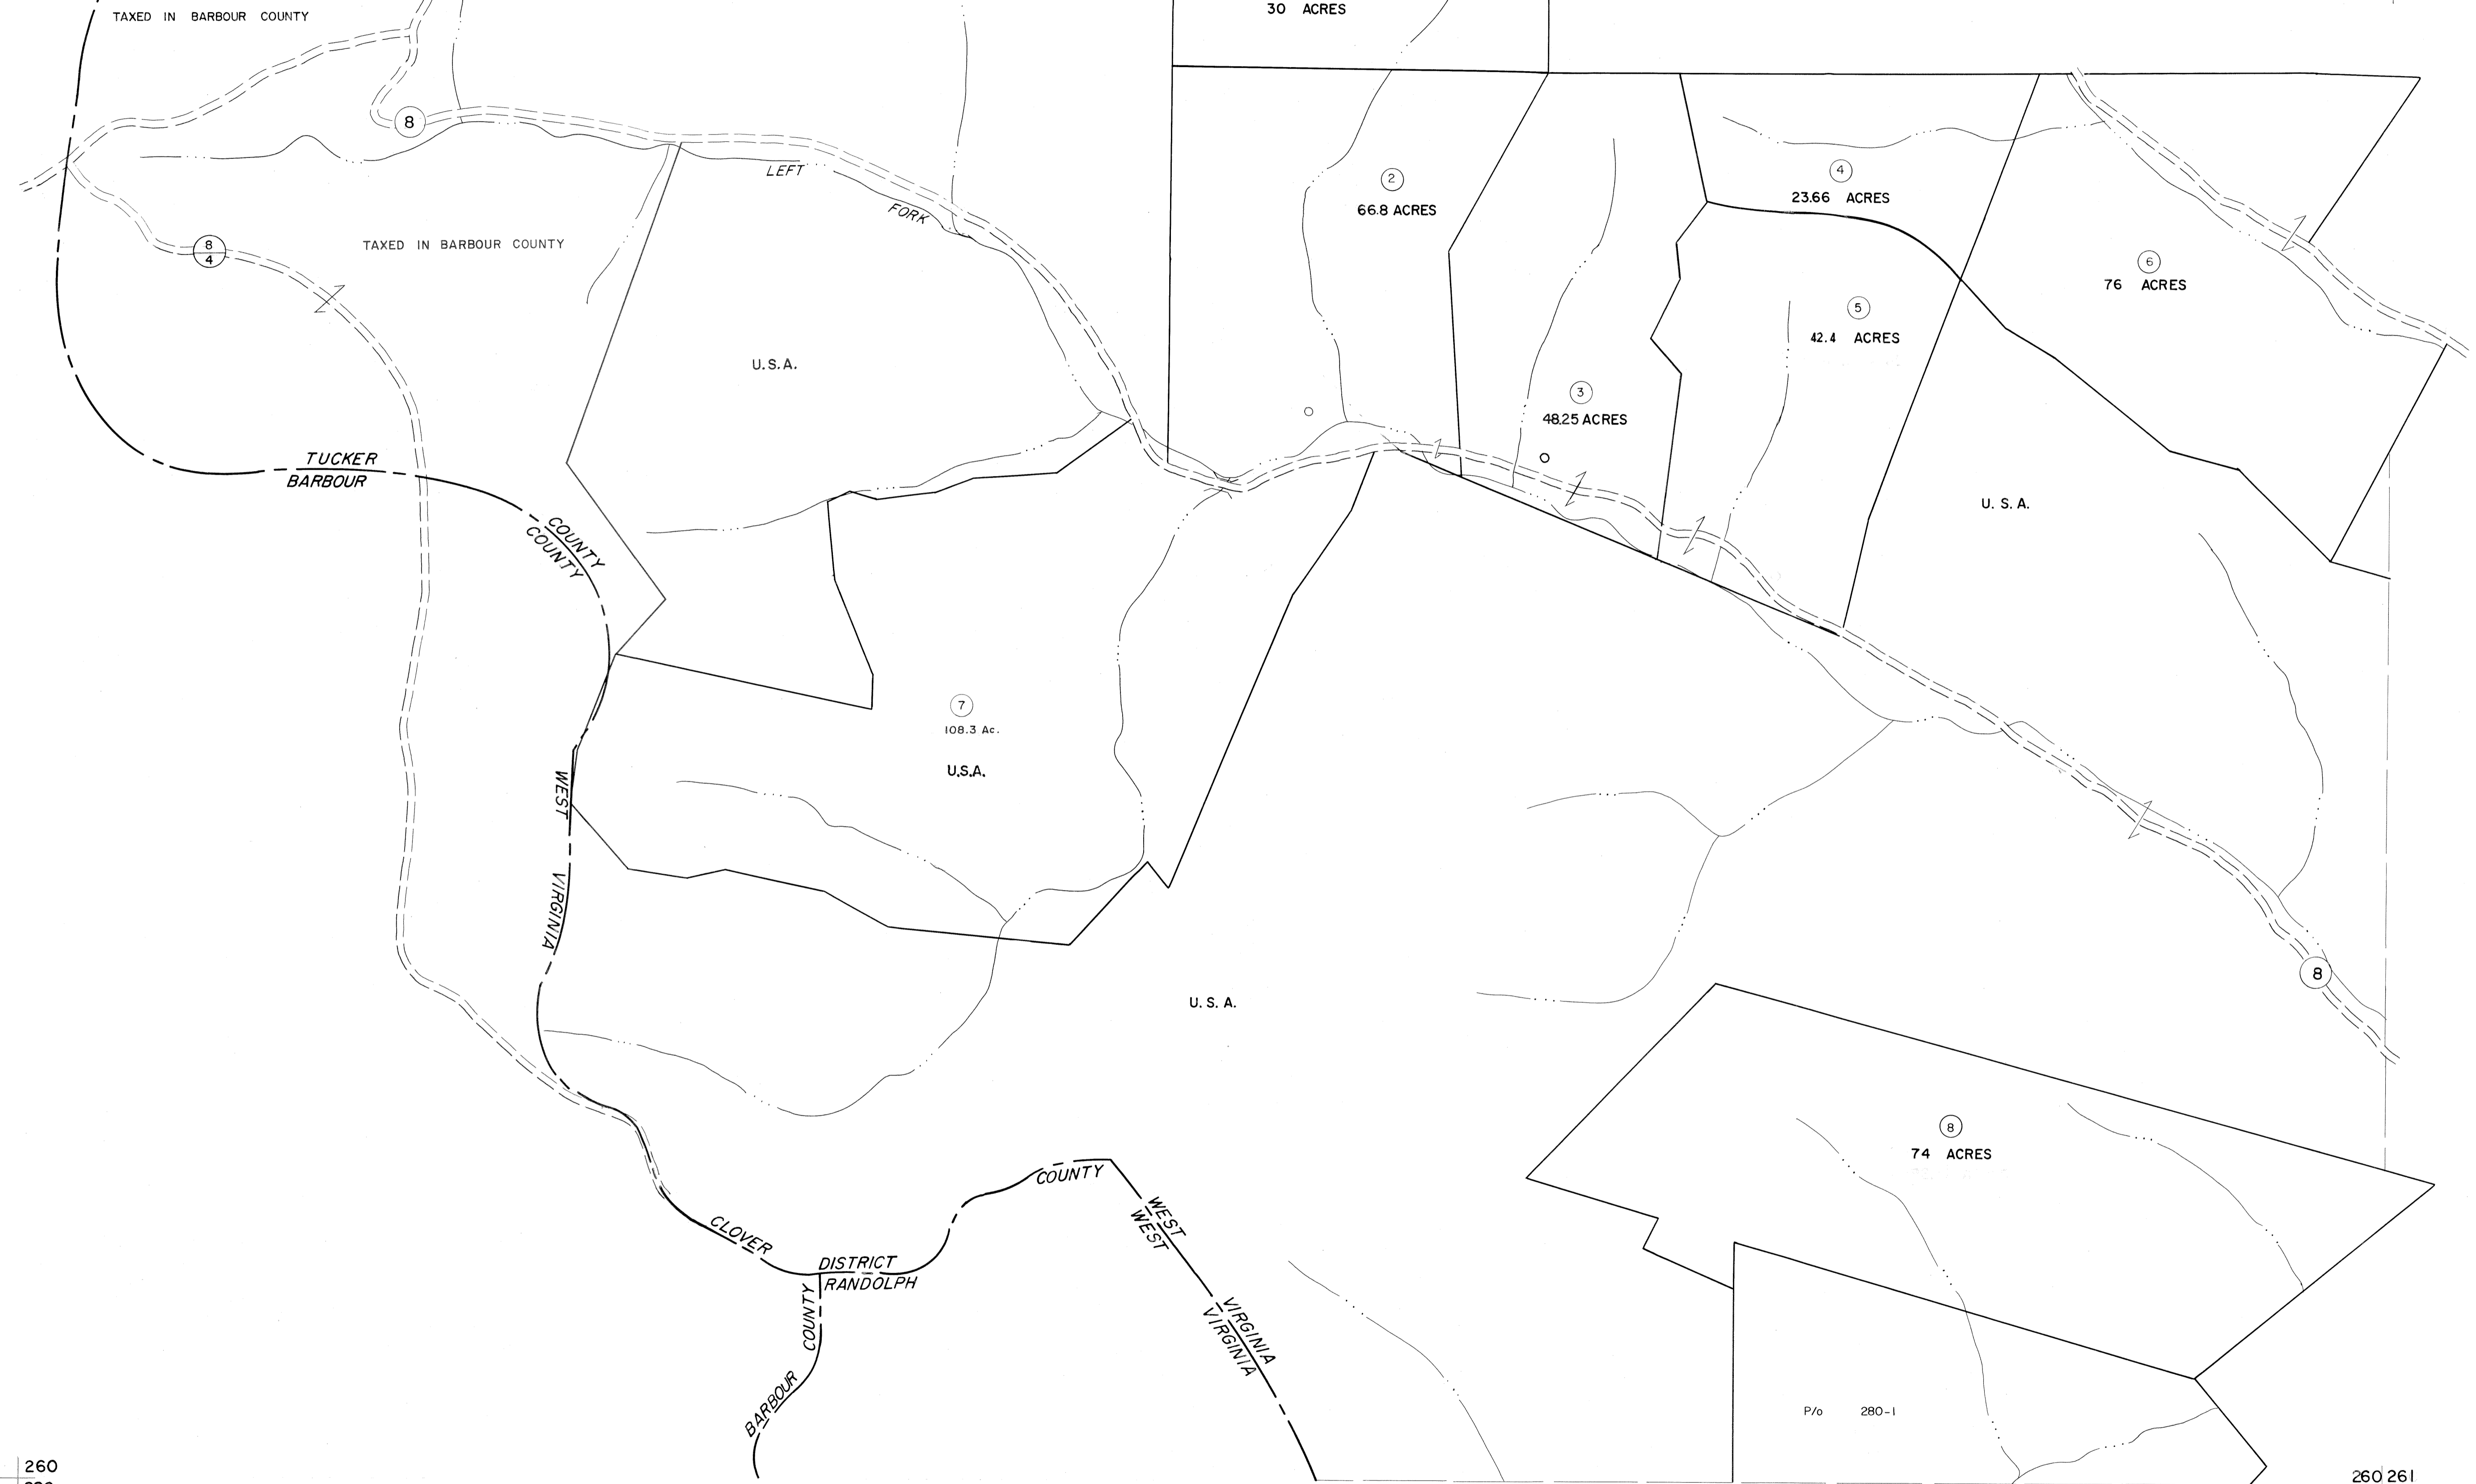 TAXED IN BARBOUR COUNTY
30 ACRES
8
LEFT
FORK
2
66.8 ACRES
4
23.66 ACRES
8
4
TAXED IN BARBOUR COUNTY
6
76 ACRES
5
42.4 ACRES
U.S.A.
3
48.25 ACRES
TUCKER
BARBOUR
COUNTY
COUNTY
U. S. A.
7
108.3 Ac.
U.S.A.
WEST
VIRGINIA
8
U. S. A.
8
74 ACRES
CLOVER
DISTRICT
RANDOLPH
COUNTY
WEST
WEST
VIRGINIA
VIRGINIA
COUNTY
BARBOUR
P/o 280-1
260
260 261